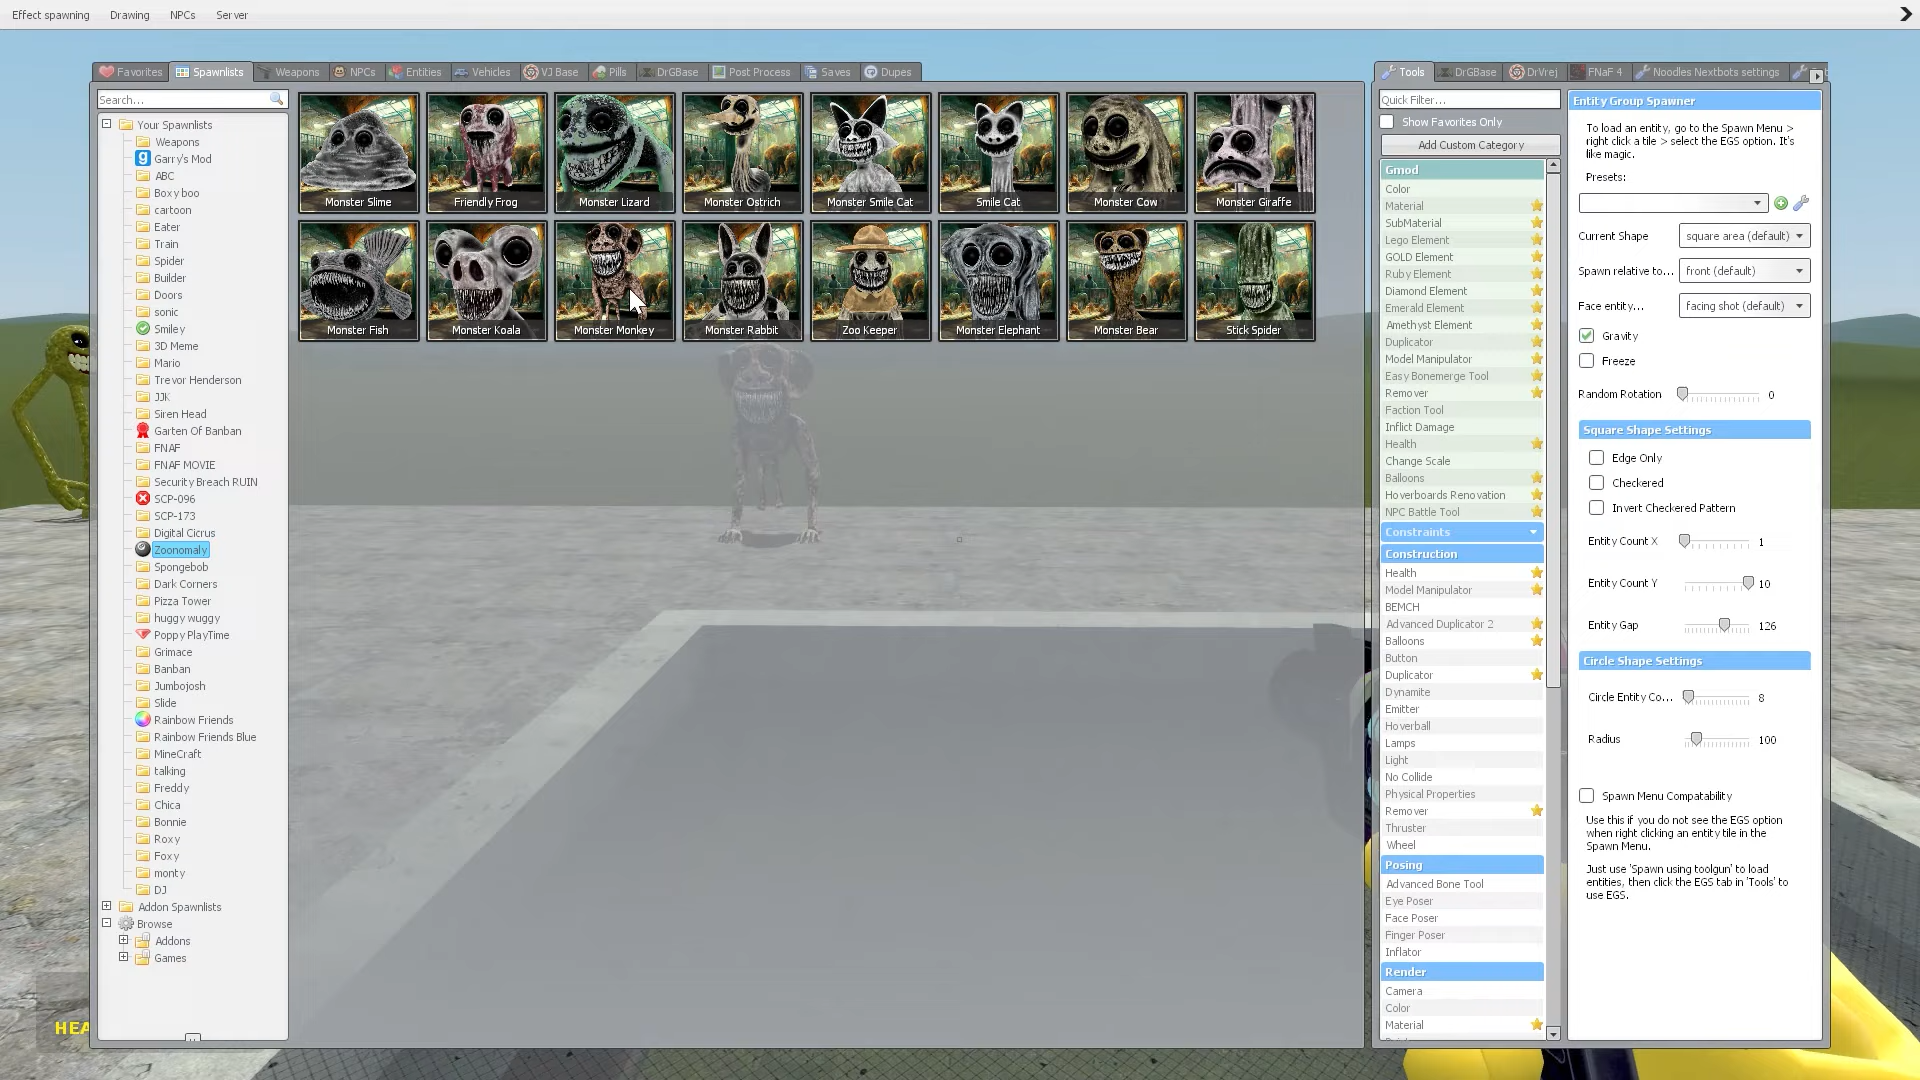 Effect spawning Drawing NPCs Server
Favorites Spawnlists Weapons NPCs Entities Vehicles VJ Base Pills DrGBase Post Process Saves Dupes
Search...
Your Spawnlists
Weapons
Garry's Mod
ABC
Boxy boo
cartoon
Eater
Train
Spider
Builder
Doors
sonic
Smiley
3D Meme
Mario
Trevor Henderson
JJK
Siren Head
Garten Of Banban
FNAF
FNAF MOVIE
Security Breach RUIN
SCP-096
SCP-173
Digital Cicrus
Zoonomaly
Spongebob
Dark Corners
Pizza Tower
huggy wuggy
Poppy PlayTime
Grimace
Banban
Jumbojosh
Slide
Rainbow Friends
Rainbow Friends Blue
MineCraft
talking
Freddy
Chica
Bonnie
Roxy
Foxy
monty
DJ
Addon Spawnlists
Browse
Addons
Games
HEA
Monster Slime Friendly Frog Monster Lizard Monster Ostrich Monster Smile Cat Smile Cat Monster Cow Monster Giraffe
Monster Fish Monster Koala Monster Monkey Monster Rabbit Zoo Keeper Monster Elephant Monster Bear Stick Spider
Tools DrGBase DrVrej FNaF 4 Noodles Nextbots settings
Quick Filter...
Show Favorites Only
Add Custom Category
Gmod
Color
Material
SubMaterial
Lego Element
GOLD Element
Ruby Element
Diamond Element
Emerald Element
Amethyst Element
Duplicator
Model Manipulator
Easy Bonemerge Tool
Remover
Faction Tool
Inflict Damage
Health
Change Scale
Balloons
Hoverboards Renovation
NPC Battle Tool
Constraints
Construction
Health
Model Manipulator
BEMCH
Advanced Duplicator 2
Balloons
Button
Duplicator
Dynamite
Emitter
Hoverball
Lamps
Light
No Collide
Physical Properties
Remover
Thruster
Wheel
Posing
Advanced Bone Tool
Eye Poser
Face Poser
Finger Poser
Inflator
Render
Camera
Color
Material
Entity Group Spawner
To load an entity, go to the Spawn Menu >
right click a tile > select the EGS option. It's
like magic.
Presets:
Current Shape square area (default)
Spawn relative to... front (default)
Face entity... facing shot (default)
Gravity
Freeze
Random Rotation 0
Square Shape Settings
Edge Only
Checkered
Invert Checkered Pattern
Entity Count X 1
Entity Count Y 10
Entity Gap 126
Circle Shape Settings
Circle Entity Co... 8
Radius 100
Spawn Menu Compatability
Use this if you do not see the EGS option
when right clicking an entity tile in the
Spawn Menu.
Just use 'Spawn using toolgun' to load
entities, then click the EGS tab in 'Tools' to
use EGS.